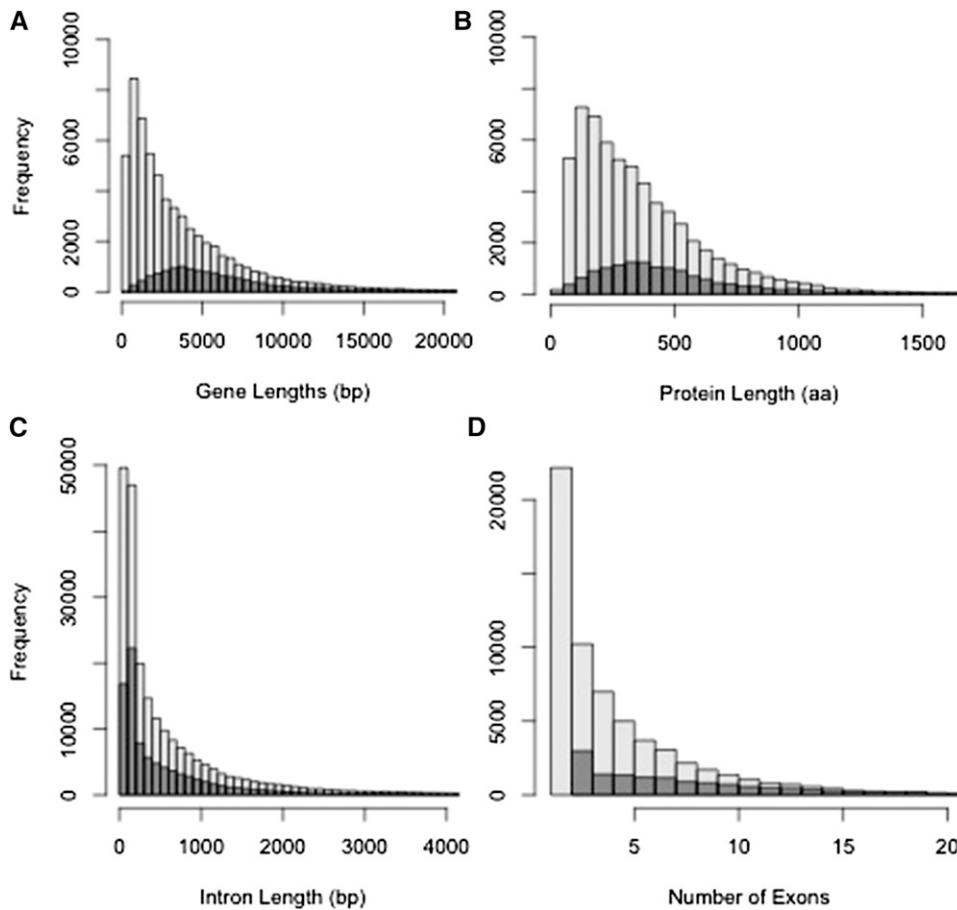 A
Frequency
0 2000 6000 10000
0 5000 10000 15000 20000
Gene Lengths (bp)
B
0 2000 6000 10000
0 500 1000 1500
Protein Length (aa)
C
Frequency
0 10000 30000 50000
0 1000 2000 3000 4000
Intron Length (bp)
D
0 5000 10000 20000
5 10 15 20
Number of Exons